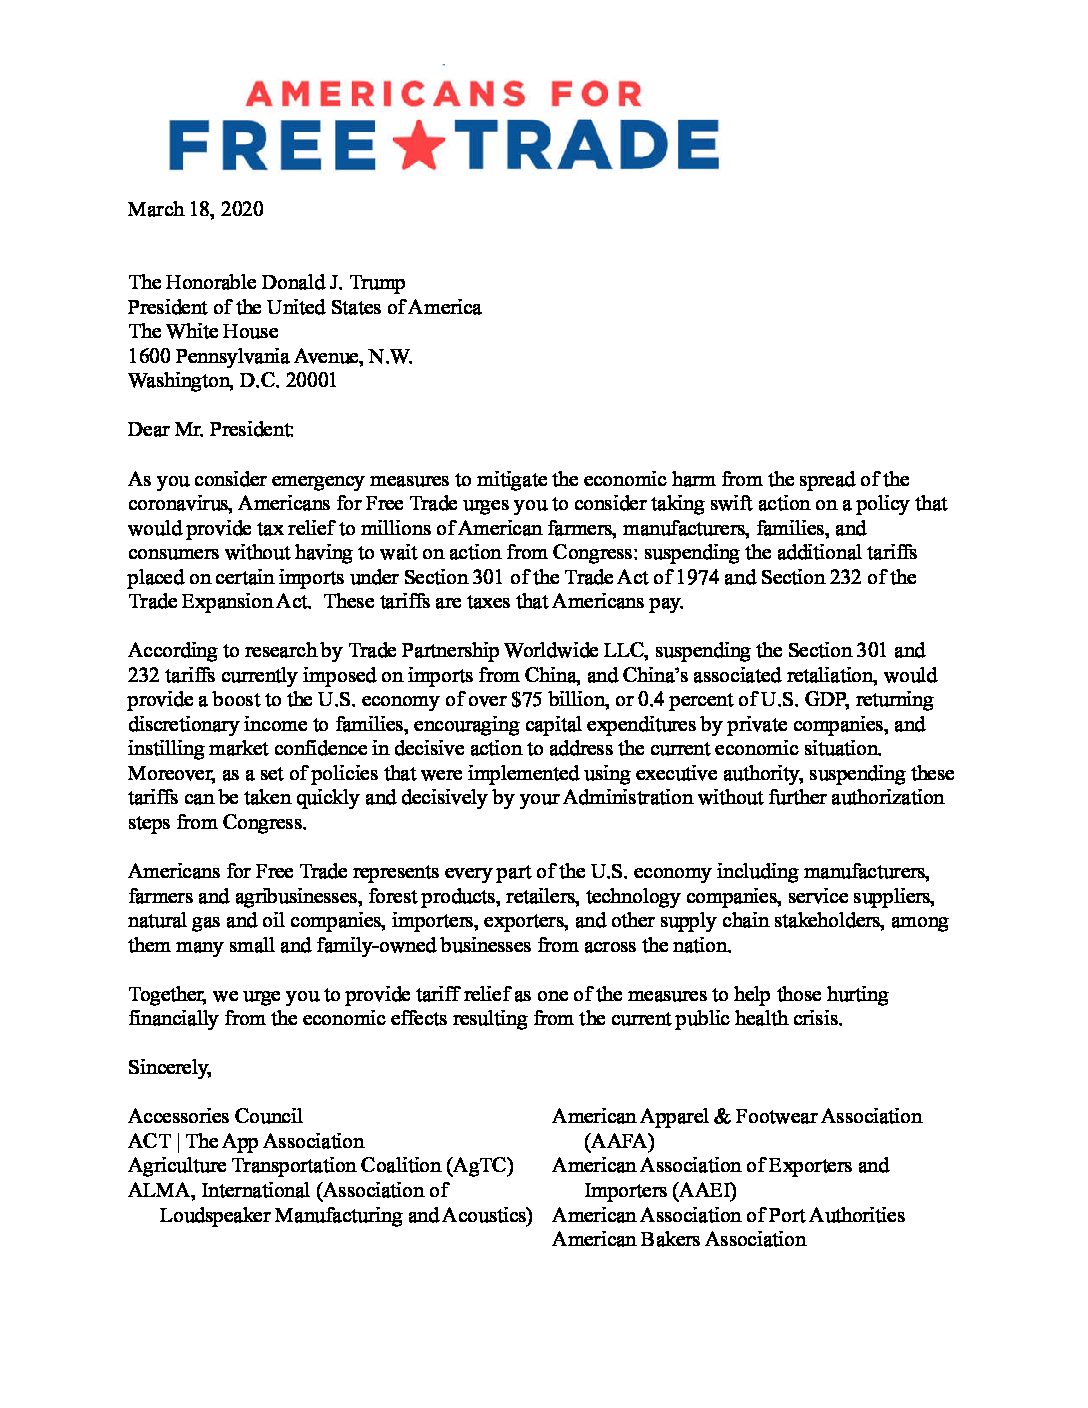 AMERICANS FOR
FREE TRADE
March 18, 2020
The Honorable Donald J. Trump
President of the United States of America
The White House
1600 Pennsylvania Avenue, N.W.
Washington, D.C. 20001
Dear Mr. President:
As you consider emergency measures to mitigate the economic harm from the spread of the
coronavirus, Americans for Free Trade urges you to consider taking swift action on a policy that
would provide tax relief to millions of American farmers, manufacturers, families, and
consumers without having to wait on action from Congress: suspending the additional tariffs
placed on certain imports under Section 301 of the Trade Act of 1974 and Section 232 of the
Trade Expansion Act.  These tariffs are taxes that Americans pay.
According to research by Trade Partnership Worldwide LLC, suspending the Section 301 and
232 tariffs currently imposed on imports from China, and China’s associated retaliation, would
provide a boost to the U.S. economy of over $75 billion, or 0.4 percent of U.S. GDP, returning
discretionary income to families, encouraging capital expenditures by private companies, and
instilling market confidence in decisive action to address the current economic situation.
Moreover, as a set of policies that were implemented using executive authority, suspending these
tariffs can be taken quickly and decisively by your Administration without further authorization
steps from Congress.
Americans for Free Trade represents every part of the U.S. economy including manufacturers,
farmers and agribusinesses, forest products, retailers, technology companies, service suppliers,
natural gas and oil companies, importers, exporters, and other supply chain stakeholders, among
them many small and family-owned businesses from across the nation.
Together, we urge you to provide tariff relief as one of the measures to help those hurting
financially from the economic effects resulting from the current public health crisis.
Sincerely,
Accessories Council
ACT | The App Association
Agriculture Transportation Coalition (AgTC)
ALMA, International (Association of
Loudspeaker Manufacturing and Acoustics)
American Apparel & Footwear Association
(AAFA)
American Association of Exporters and
Importers (AAEI)
American Association of Port Authorities
American Bakers Association